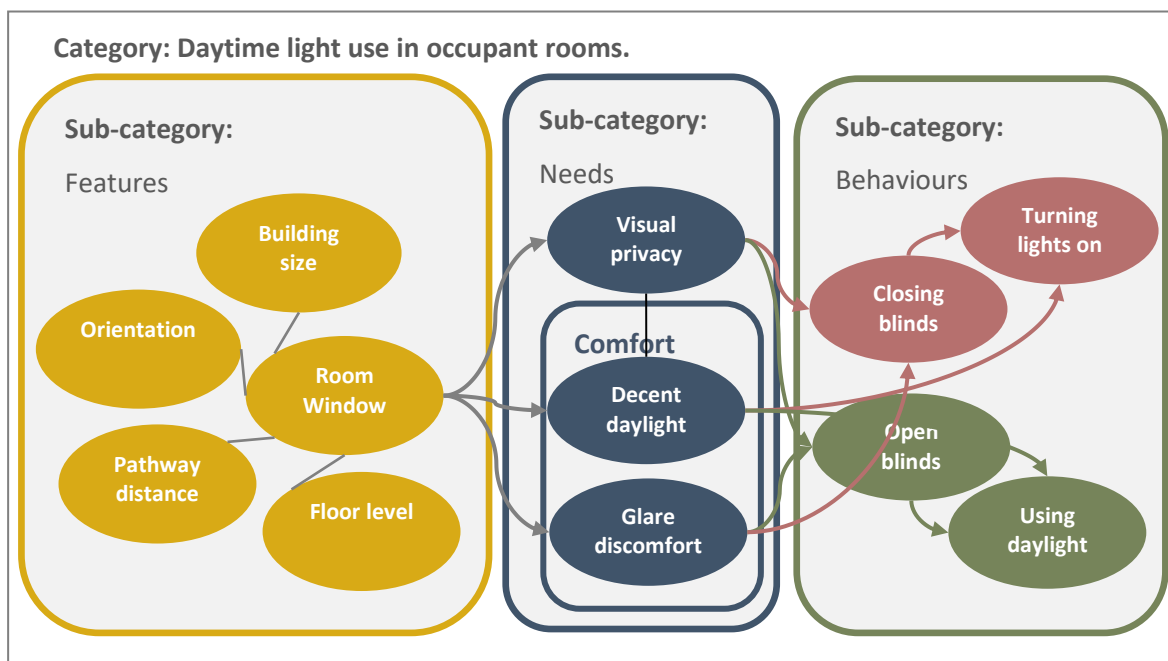 Category: Daytime light use in occupant rooms.
Sub-category:
Features
Building
size
Orientation
Room
Window
Pathway
distance
Floor level
Sub-category:
Needs
Visual
privacy
Comfort
Decent
daylight
Glare
discomfort
Sub-category:
Behaviours
Turning
lights on
Closing
blinds
Open
blinds
Using
daylight